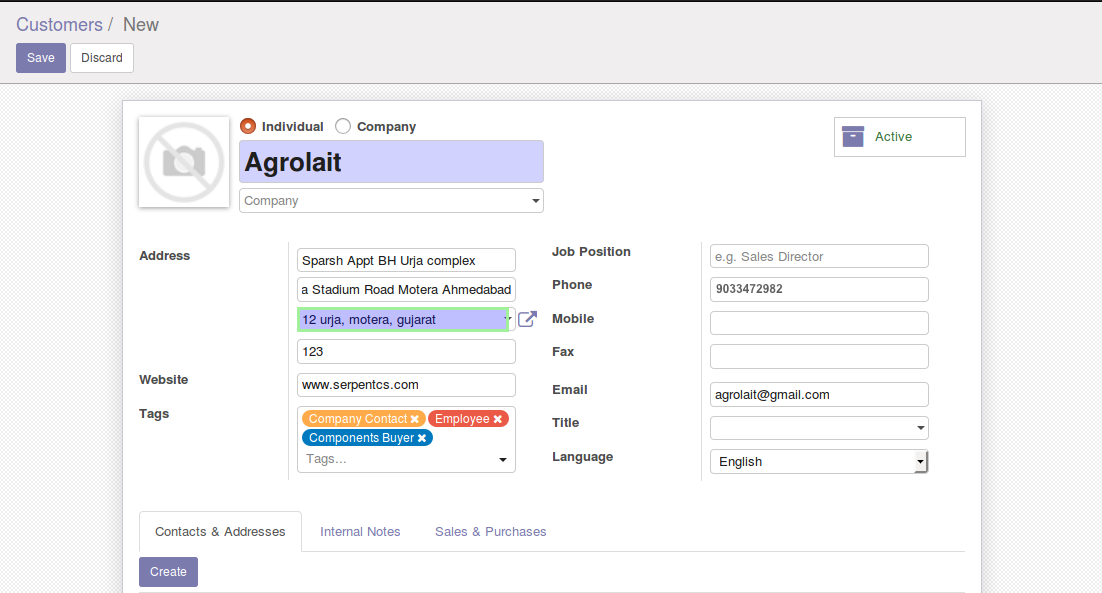 Customers / New
Save Discard
Individual Company
Active
Agrolait
Company
Address
Sparsh Appt BH Urja complex
a Stadium Road Motera Ahmedabad
12 urja, motera, gujarat
123
Website
www.serpentcs.com
Tags
Company Contact × Employee ×
Components Buyer ×
Tags...
Job Position
e.g. Sales Director
Phone
9033472982
Mobile
Fax
Email
agrolait@gmail.com
Title
Language
English
Contacts & Addresses Internal Notes Sales & Purchases
Create